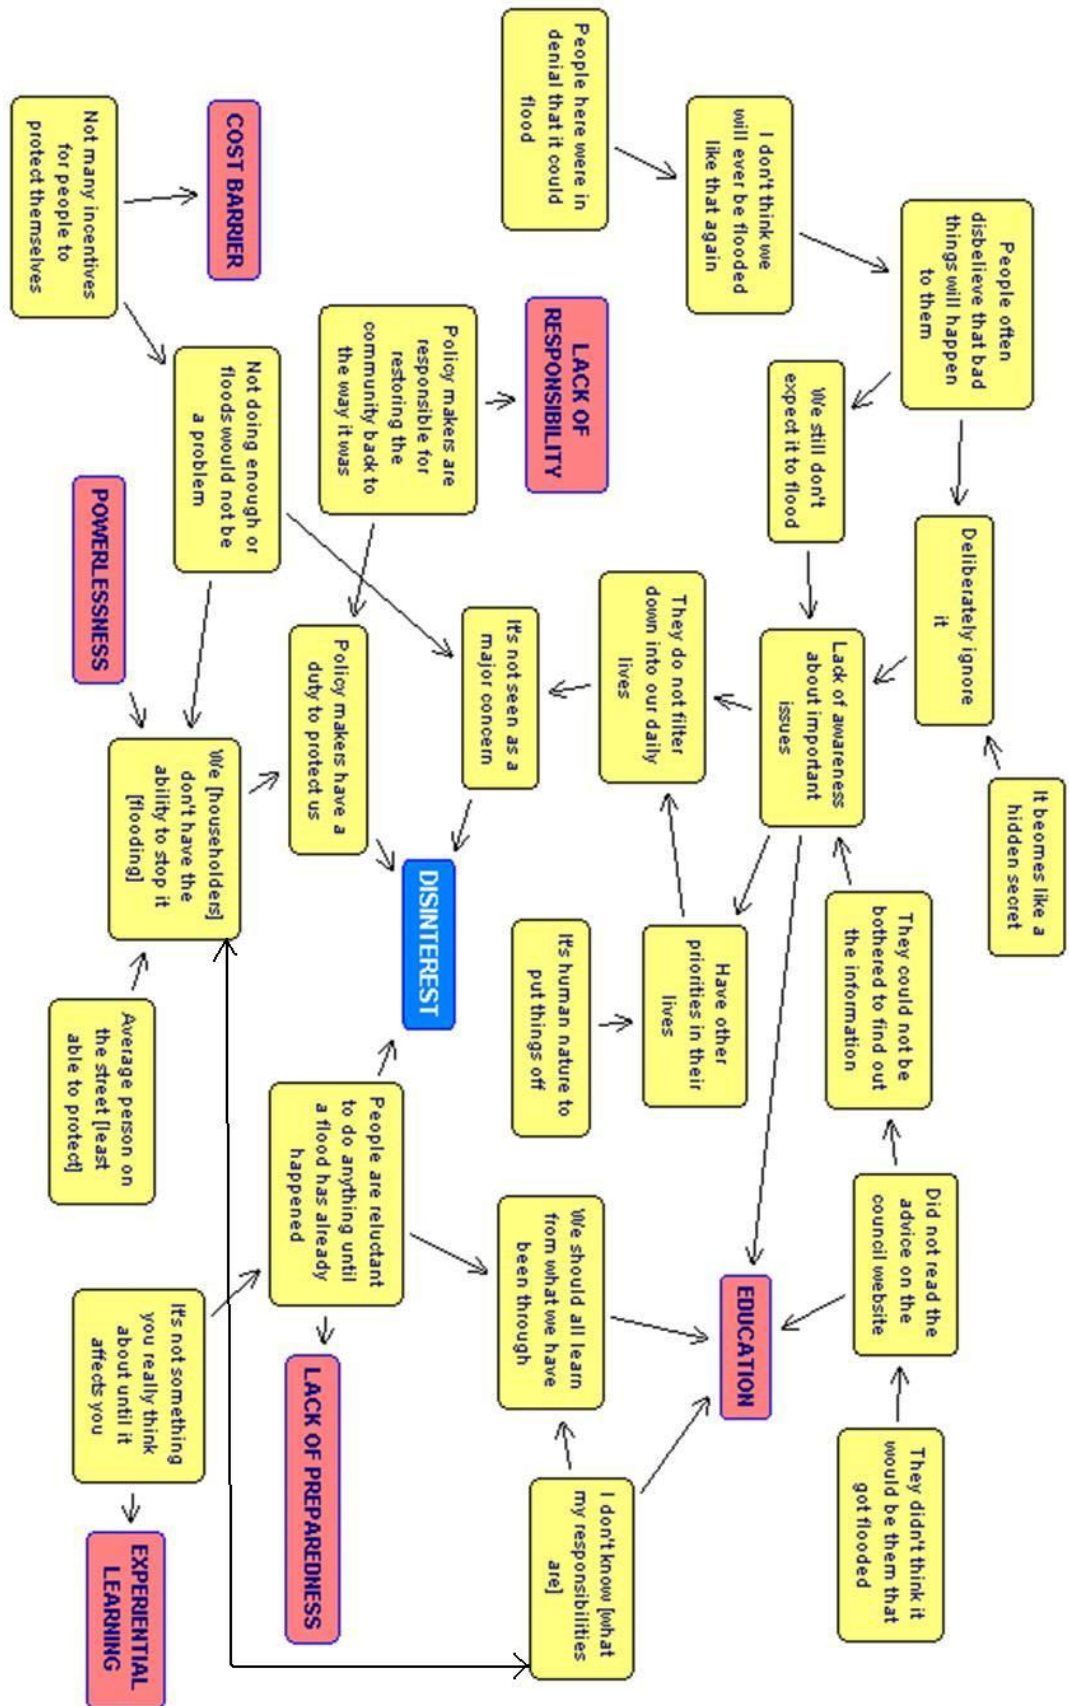 It beomes like a
hidden secret
They could not be
bothered to find out
the information
Did not read the
advice on the
council website
They didn't think it
would be them that
got flooded
People often
disbelieve that bad
things will happen
to them
Deliberately ignore
it
I don't think we
will ever be flooded
like that again
We still don't
expect it to flood
Lack of awareness
about important
issues
Have other
priorities in their
lives
EDUCATION
People here were in
denial that it could
flood
LACK OF
RESPONSIBILITY
They do not filter
down into our daily
lives
It's human nature to
put things off
We should all learn
from what we have
been through
I don't know [what
my responsibilities
are]
Policy makers are
responsible for
restoring the
community back to
the way it was
It's not seen as a
major concern
DISINTEREST
COST BARRIER
Not doing enough or
floods would not be
a problem
Policy makers have a
duty to protect us
People are reluctant
to do anything until
a flood has already
happened
LACK OF PREPAREDNESS
Not many incentives
for people to
protect themselves
POWERLESSNESS
We [householders]
don't have the
ability to stop it
[flooding]
Average person on
the street [least
able to protect]
It's not something
you really think
about until it
affects you
EXPERIENTIAL
LEARNING